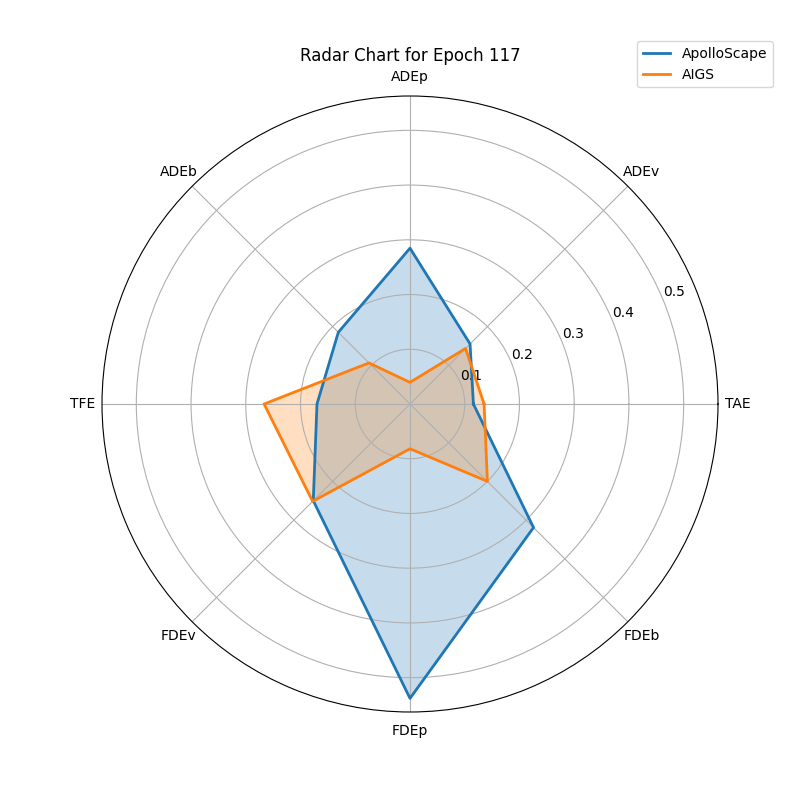 Radar Chart for Epoch 117
ApolloScape
AIGS
ADEp
ADEb
ADEv
0.5
0.4
0.3
0.2
0.1
TFE
TAE
FDEv
FDEb
FDEp